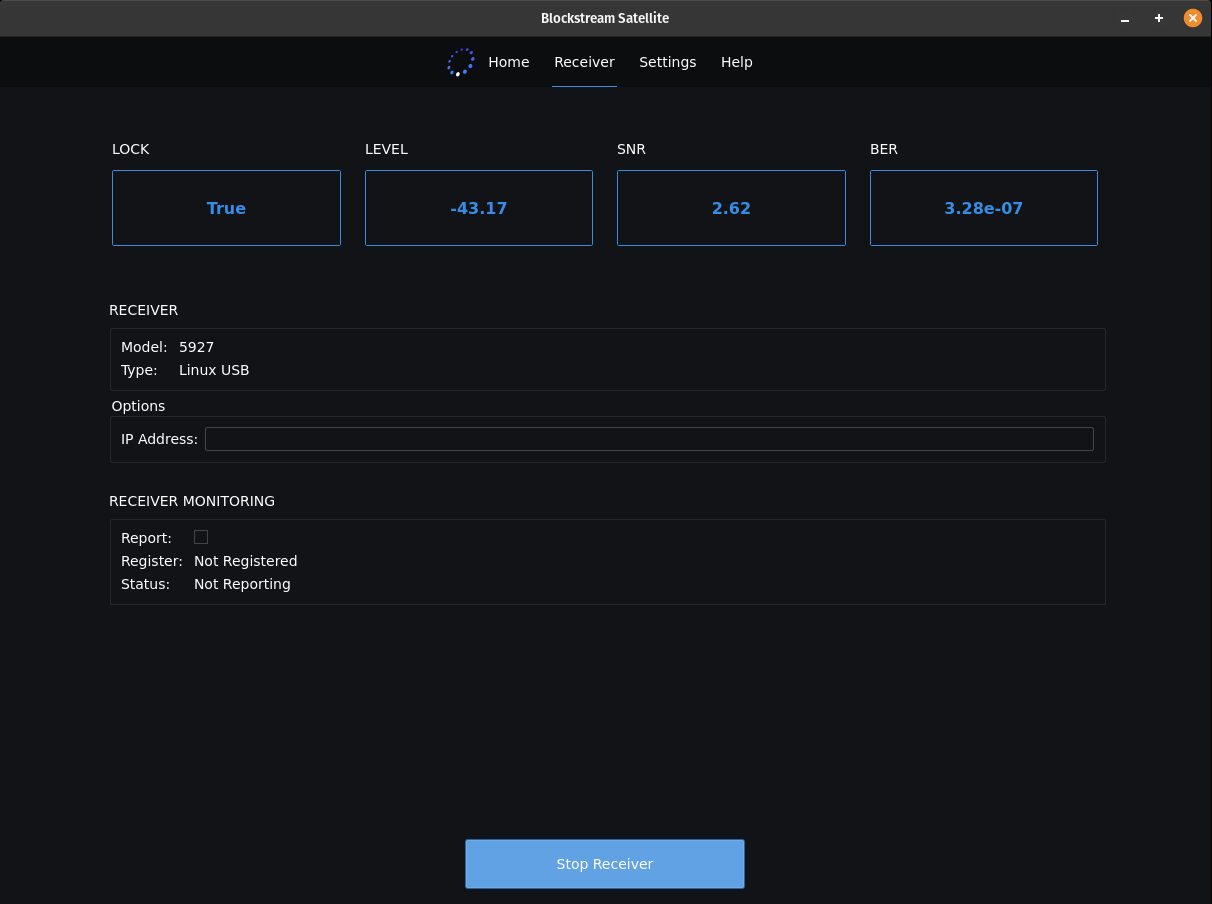 Blockstream Satellite
Home Receiver Settings Help
LOCK LEVEL SNR BER
True -43.17 2.62 3.28e-07
RECEIVER
Model: 5927
Type: Linux USB
Options
IP Address:
RECEIVER MONITORING
Report:
Register: Not Registered
Status: Not Reporting
Stop Receiver